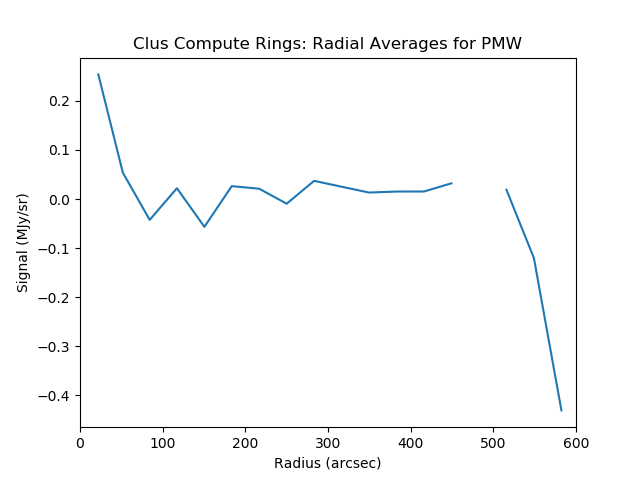 Clus Compute Rings: Radial Averages for PMW
0.2
0.1
0.0
−0.1
−0.2
−0.3
−0.4
Signal (MJy/sr)
0 100 200 300 400 500 600
Radius (arcsec)